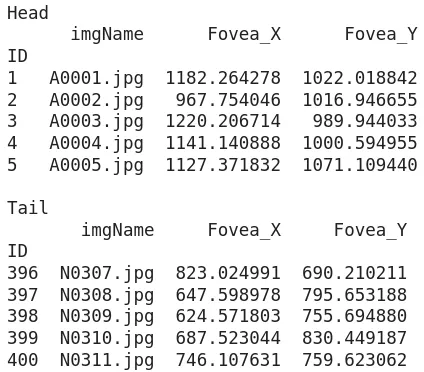 Head
imgName Fovea_X Fovea_Y
ID
1 A0001.jpg 1182.264278 1022.018842
2 A0002.jpg 967.754046 1016.946655
3 A0003.jpg 1220.206714 989.944033
4 A0004.jpg 1141.140888 1000.594955
5 A0005.jpg 1127.371832 1071.109440
Tail
imgName Fovea_X Fovea_Y
ID
396 N0307.jpg 823.024991 690.210211
397 N0308.jpg 647.598978 795.653188
398 N0309.jpg 624.571803 755.694880
399 N0310.jpg 687.523044 830.449187
400 N0311.jpg 746.107631 759.623062